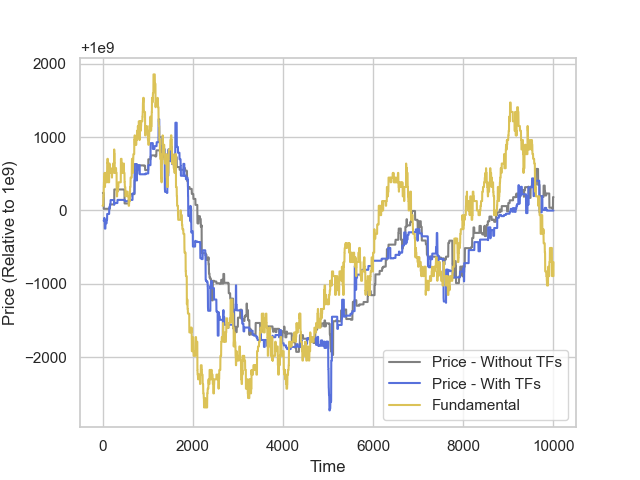 +1e9
2000
1000
0
−1000
−2000
Price (Relative to 1e9)
0
2000
4000
6000
8000
10000
Time
Price - Without TFs
Price - With TFs
Fundamental